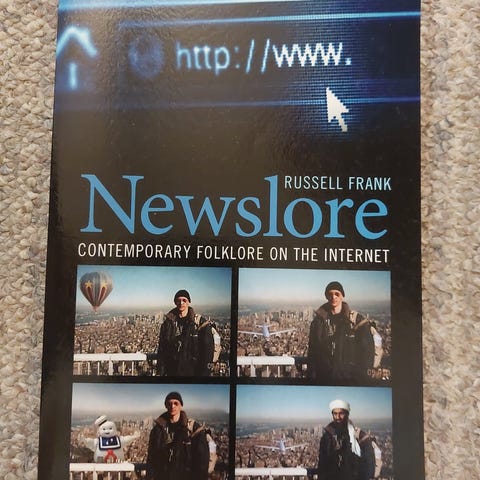 http://www.
RUSSELL FRANK
Newslore
CONTEMPORARY FOLKLORE ON THE INTERNET